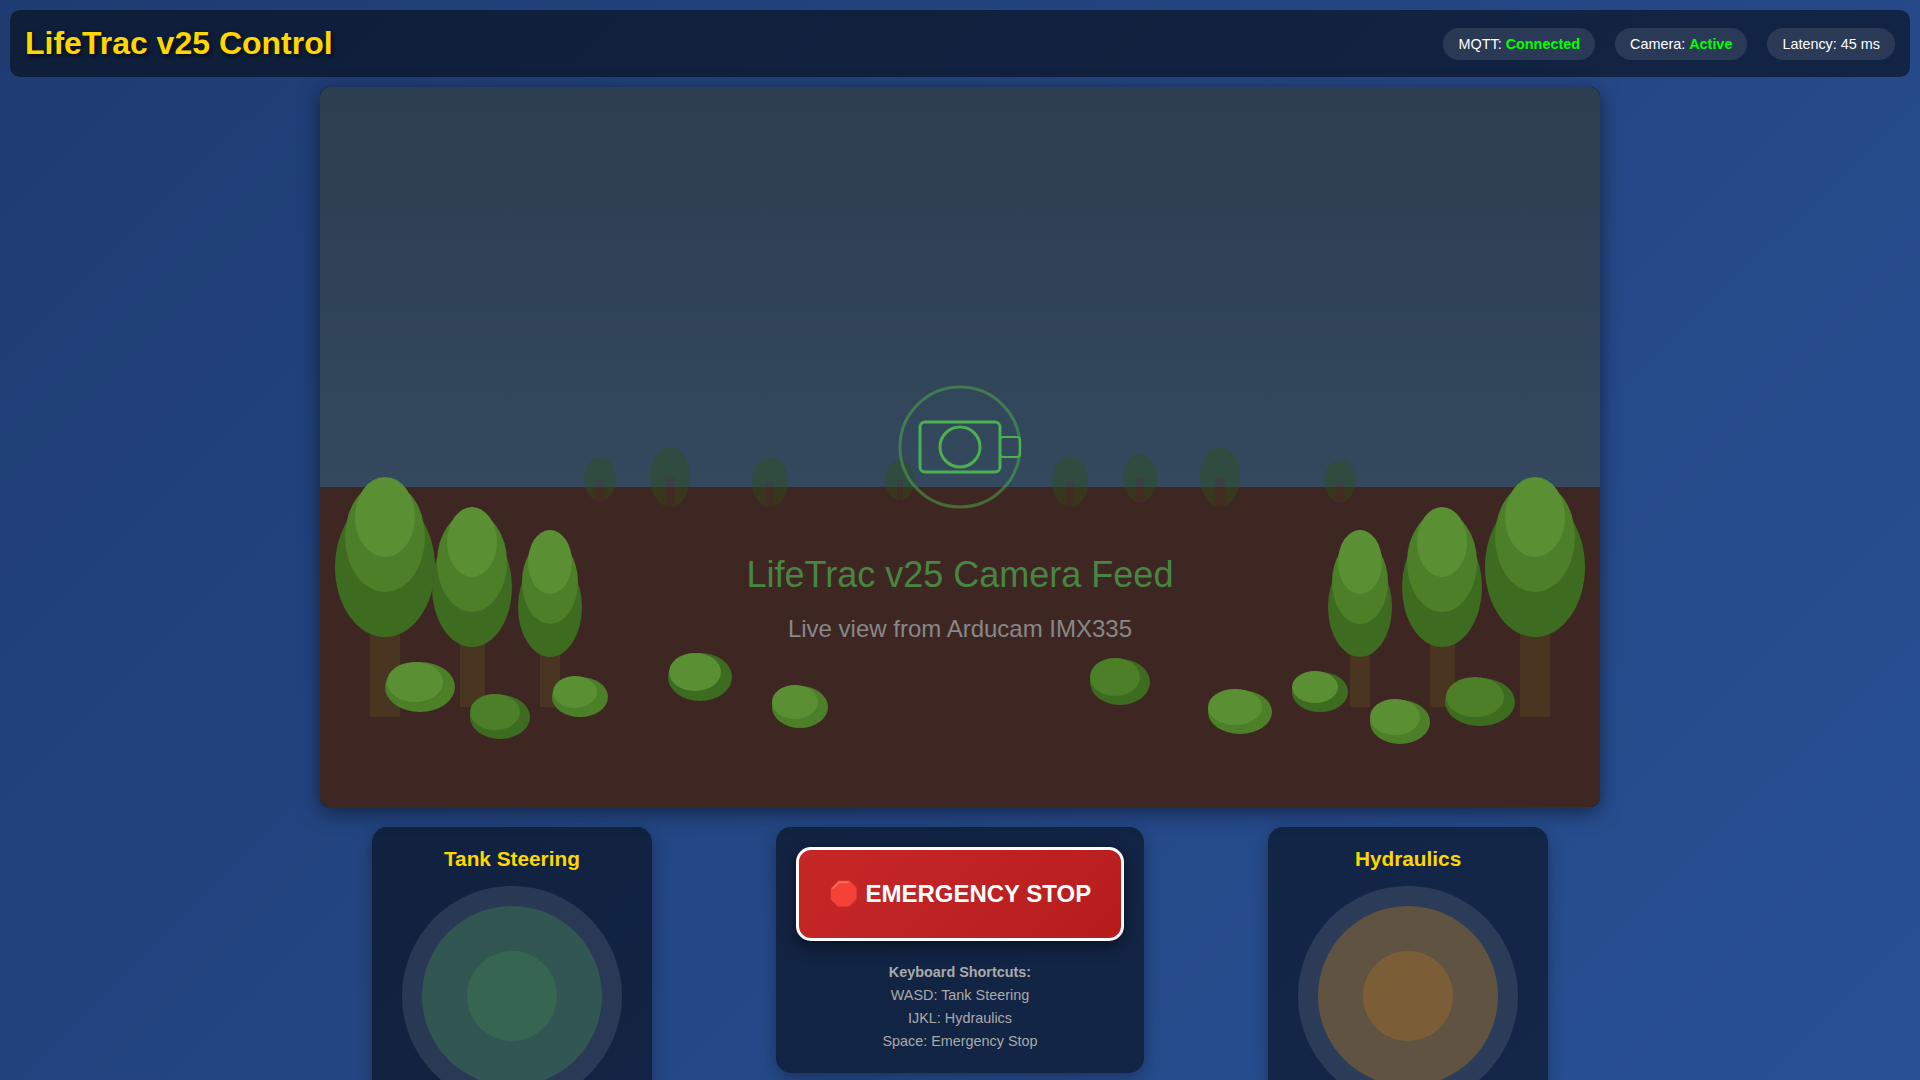 LifeTrac v25 Control
MQTT: Connected
Camera: Active
Latency: 45 ms
LifeTrac v25 Camera Feed
Live view from Arducam IMX335
Tank Steering
🛑 EMERGENCY STOP
Keyboard Shortcuts:
WASD: Tank Steering
IJKL: Hydraulics
Space: Emergency Stop
Hydraulics